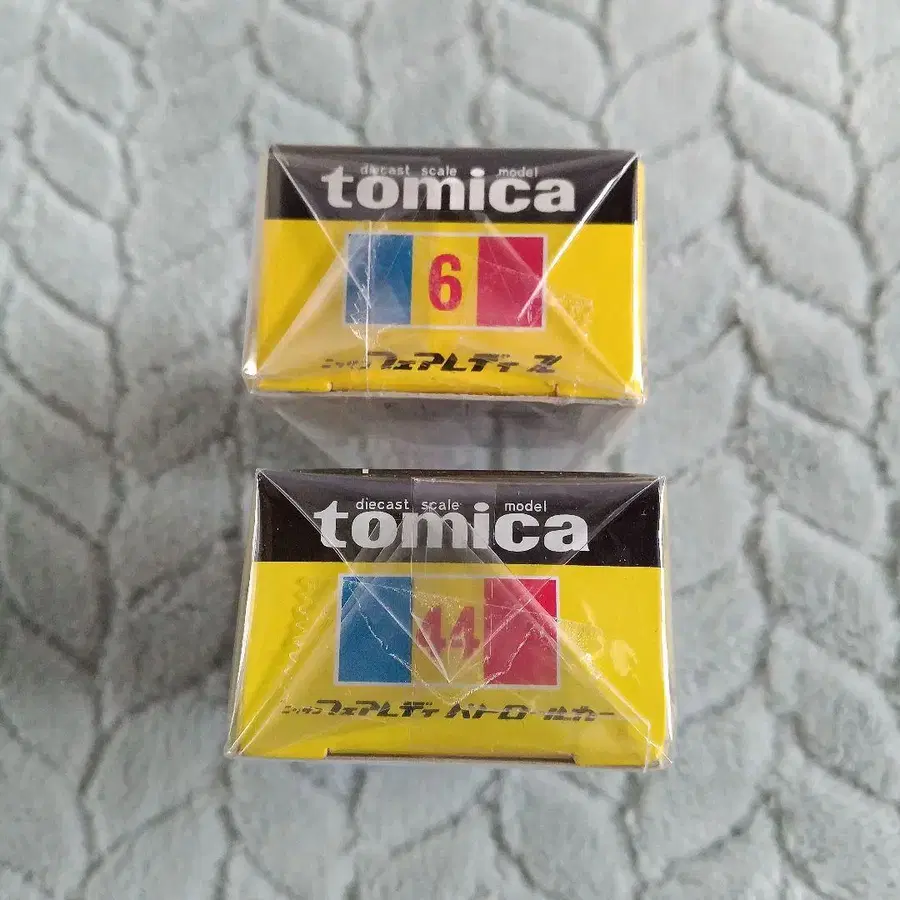 diecast scale model
tomica
6
ニッサン フェアレディ Z
diecast scale model
tomica
44
ニッサン フェアレディ パトロールカー